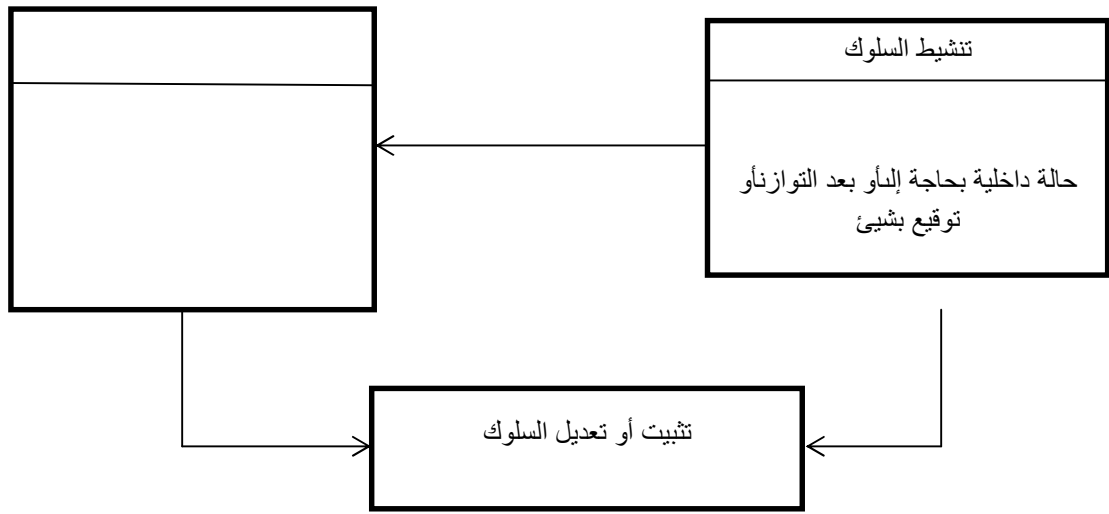 تنشيط السلوك
حالة داخلية بحاجة إلىأو بعد التوازنأو
توقيع بشيئ
تثبيت أو تعديل السلوك